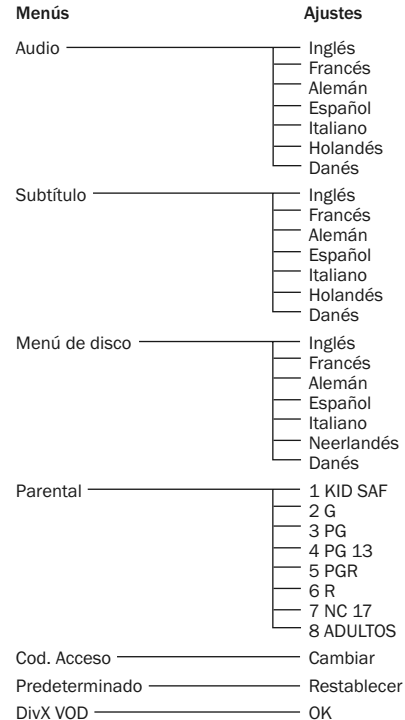 Menús Ajustes
Audio Inglés
Francés
Alemán
Español
Italiano
Holandés
Danés
Subtítulo Inglés
Francés
Alemán
Español
Italiano
Holandés
Danés
Menú de disco Inglés
Francés
Alemán
Español
Italiano
Neerlandés
Danés
Parental 1 KID SAF
2 G
3 PG
4 PG 13
5 PGR
6 R
7 NC 17
8 ADULTOS
Cod. Acceso Cambiar
Predeterminado Restablecer
DivX VOD OK